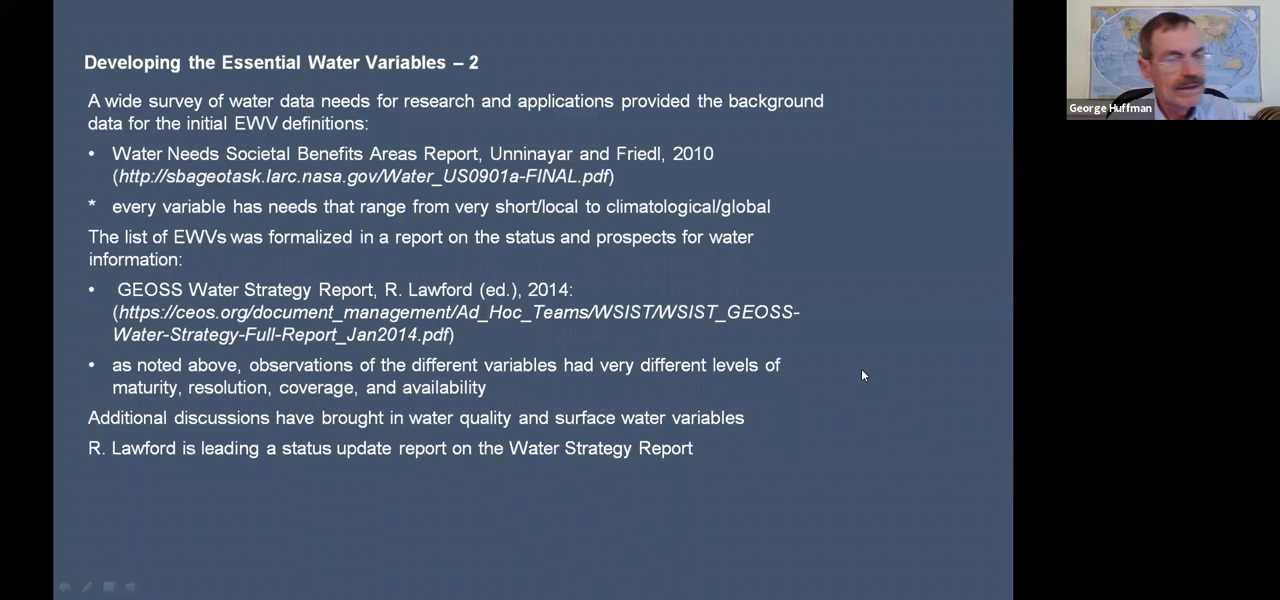 Developing the Essential Water Variables – 2
A wide survey of water data needs for research and applications provided the background
data for the initial EWV definitions:
• Water Needs Societal Benefits Areas Report, Unninayar and Friedl, 2010
(http://sbageotask.larc.nasa.gov/Water_US0901a-FINAL.pdf)
* every variable has needs that range from very short/local to climatological/global
The list of EWVs was formalized in a report on the status and prospects for water
information:
• GEOSS Water Strategy Report, R. Lawford (ed.), 2014:
(https://ceos.org/document_management/Ad_Hoc_Teams/WSIST/WSIST_GEOSS-
Water-Strategy-Full-Report_Jan2014.pdf)
• as noted above, observations of the different variables had very different levels of
maturity, resolution, coverage, and availability
Additional discussions have brought in water quality and surface water variables
R. Lawford is leading a status update report on the Water Strategy Report
George Huffman